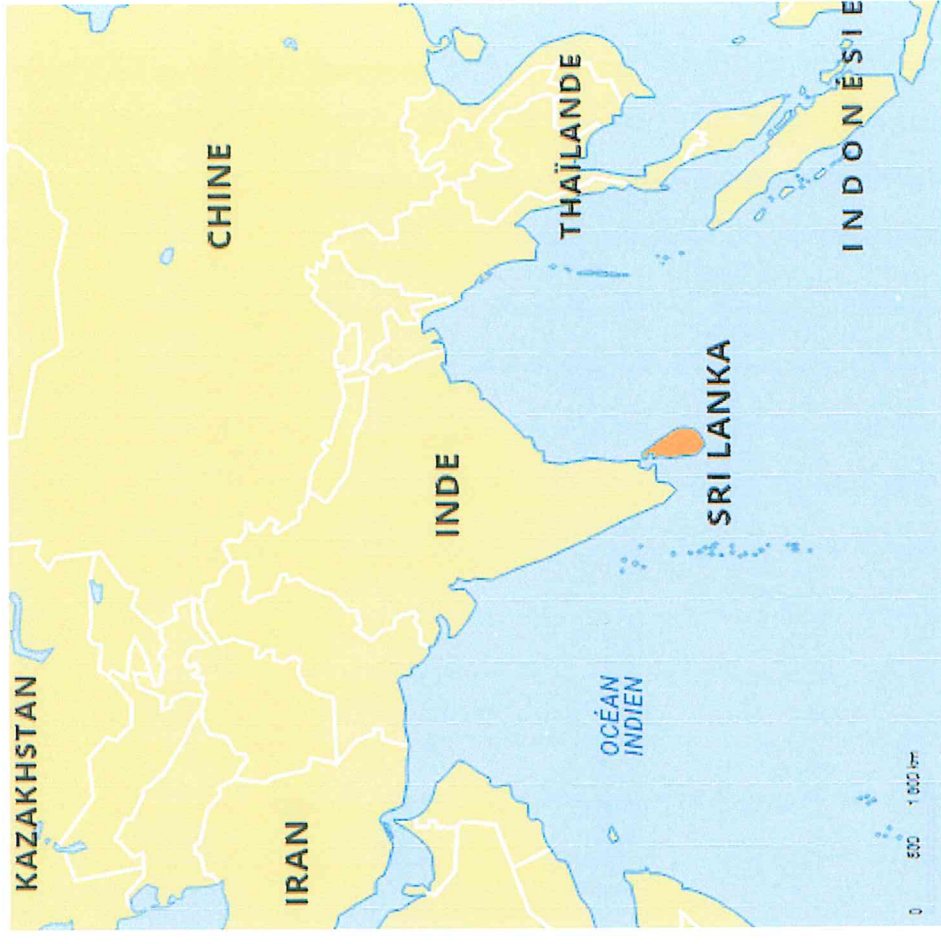 KAZAKHSTAN
CHINE
IRAN
INDE
THAÏLANDE
OCÉAN
INDIEN
SRI LANKA
INDONÉSIE
0 500 1 000 km